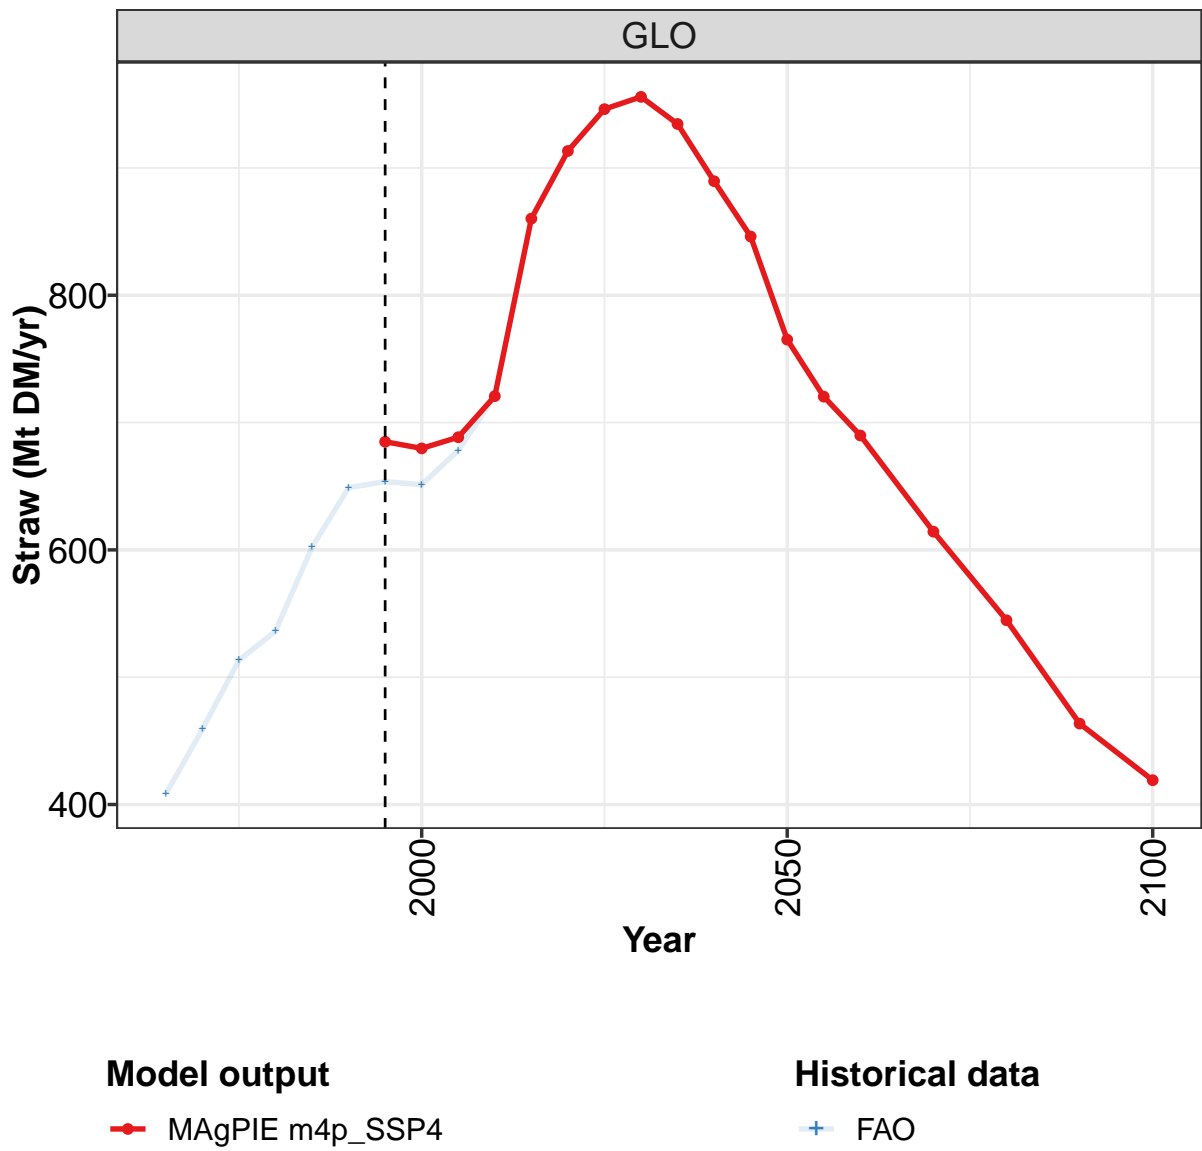 GLO
Straw (Mt DM/yr)
800
600
400
2000
2050
2100
Year
Model output
MAgPIE m4p_SSP4
Historical data
FAO